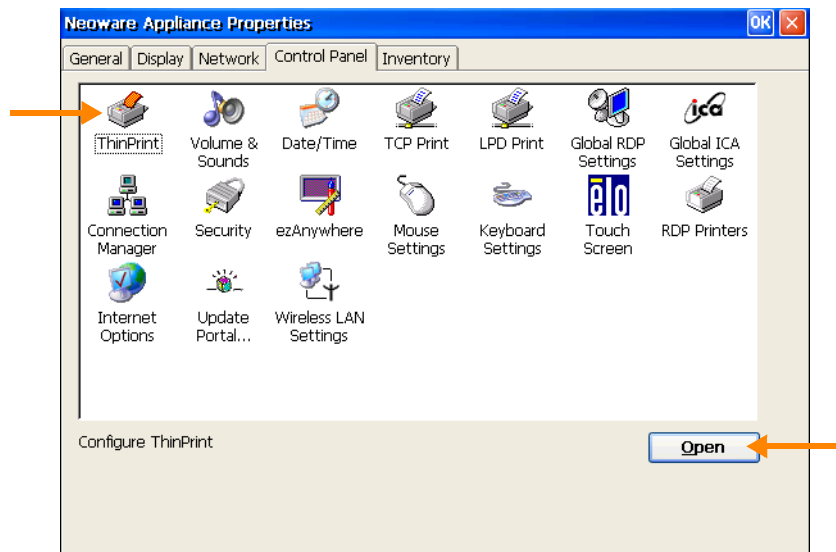 Neoware Appliance Properties OK
General Display Network Control Panel Inventory
ThinPrint Volume & Sounds Date/Time TCP Print LPD Print Global RDP Settings ica Global ICA Settings
Connection Manager Security ezAnywhere Mouse Settings Keyboard Settings elo Touch Screen RDP Printers
Internet Options Update Portal... Wireless LAN Settings
Configure ThinPrint Open